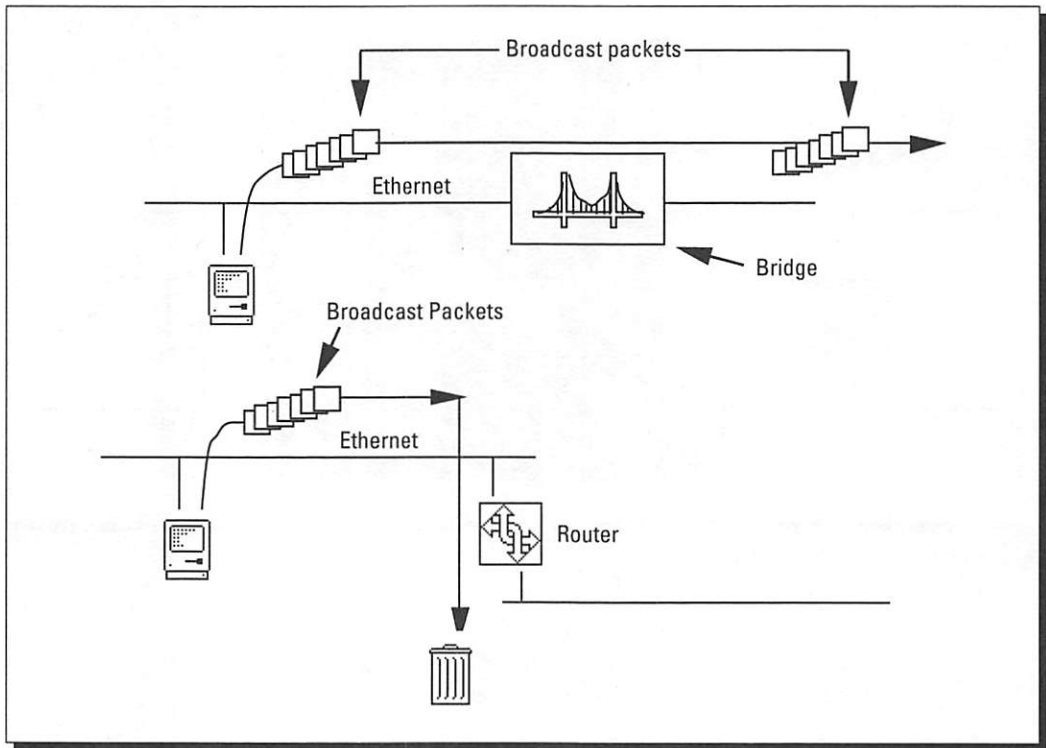 Broadcast packets
Ethernet
Bridge
Broadcast Packets
Ethernet
Router